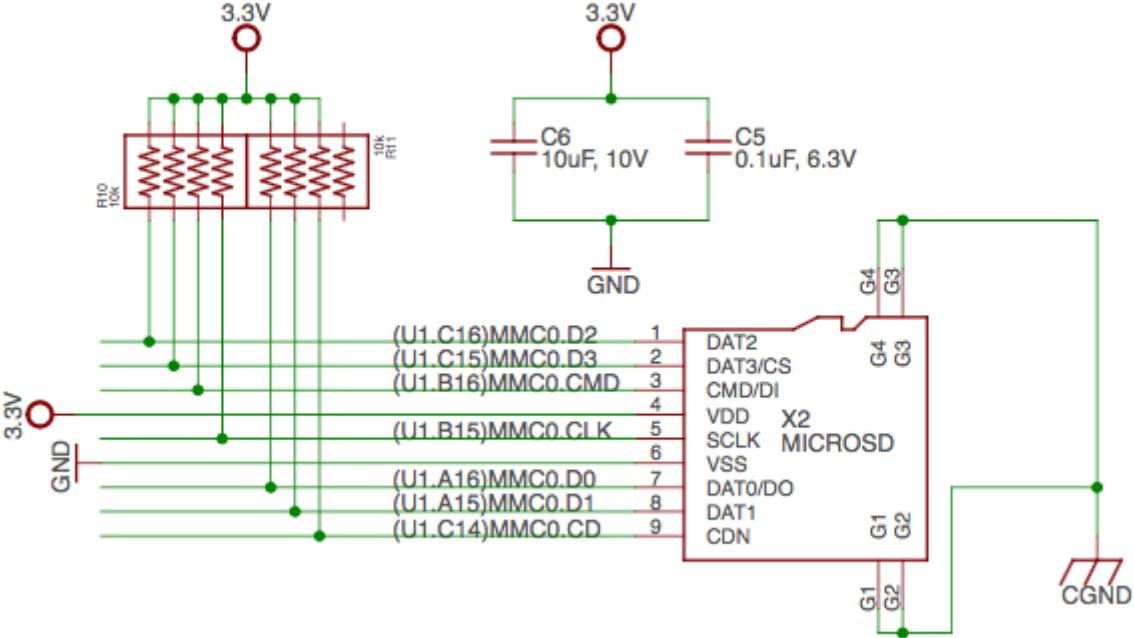 3.3V
3.3V
R10
10k
10k
R11
C6
10uF, 10V
C5
0.1uF, 6.3V
GND
G4
G3
(U1.C16)MMC0.D2
1
DAT2
G4
G3
(U1.C15)MMC0.D3
2
DAT3/CS
(U1.B16)MMC0.CMD
3
CMD/DI
3.3V
4
VDD
X2
MICROSD
(U1.B15)MMC0.CLK
5
SCLK
GND
6
VSS
(U1.A16)MMC0.D0
7
DAT0/DO
(U1.A15)MMC0.D1
8
DAT1
(U1.C14)MMC0.CD
9
CDN
G1
G2
G1
G2
CGND